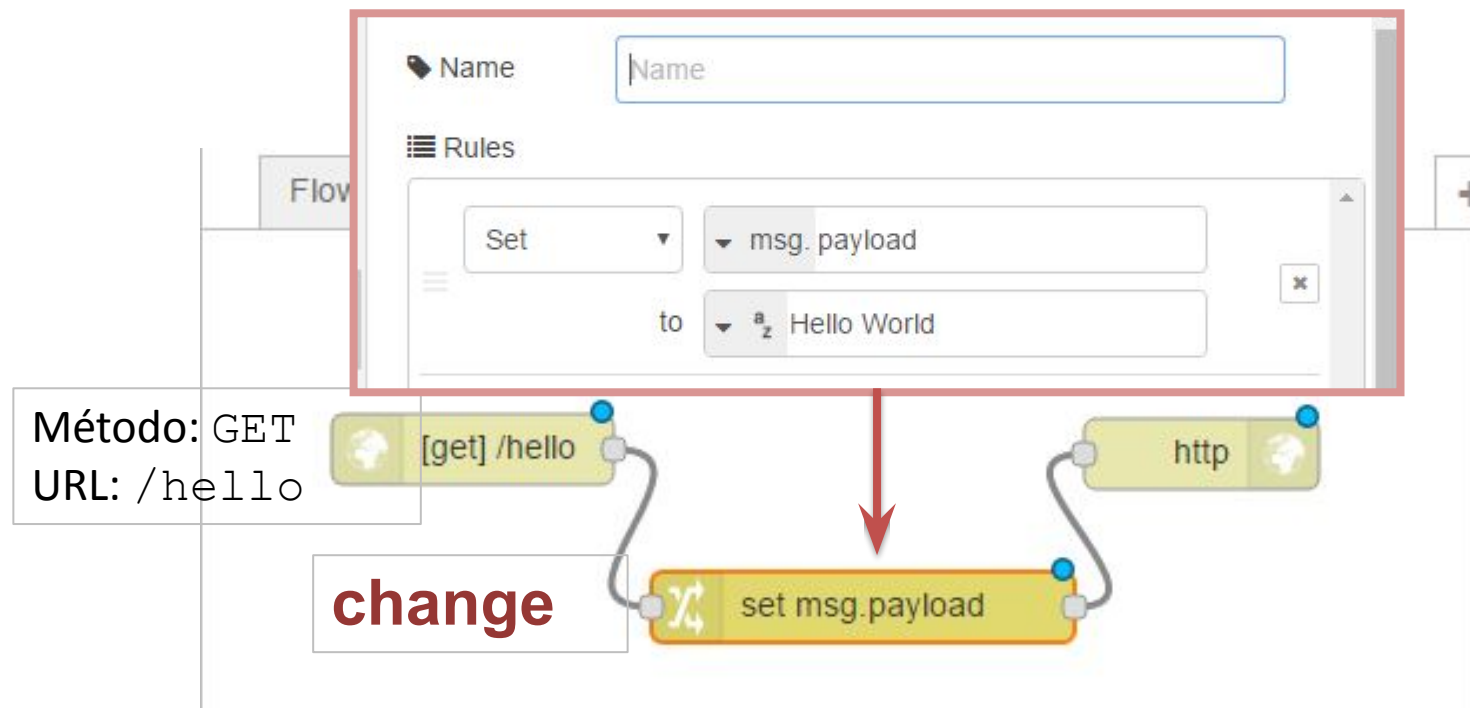 Name
Name
Rules
Flow
Set
msg. payload
to
az Hello World
Método: GET
URL: /hello
[get] /hello
http
change
set msg.payload